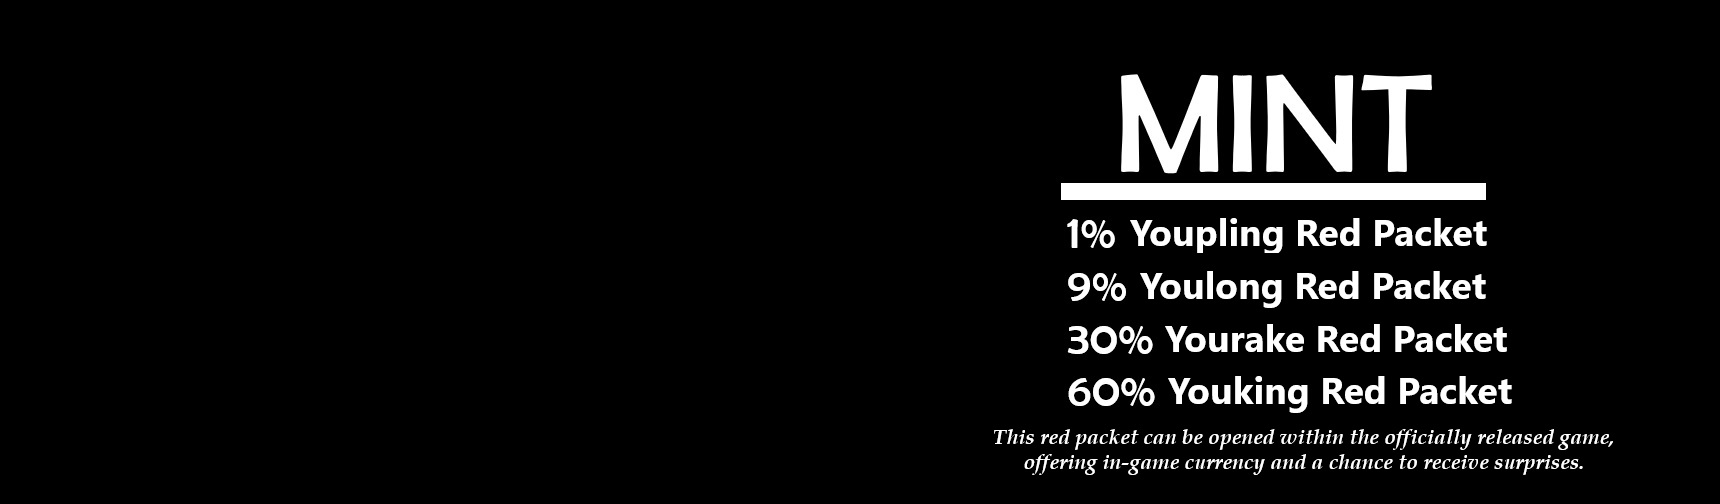 MINT
1% Youpling Red Packet
9% Youlong Red Packet
30% Yourake Red Packet
60% Youking Red Packet
This red packet can be opened within the officially released game,
offering in-game currency and a chance to receive surprises.